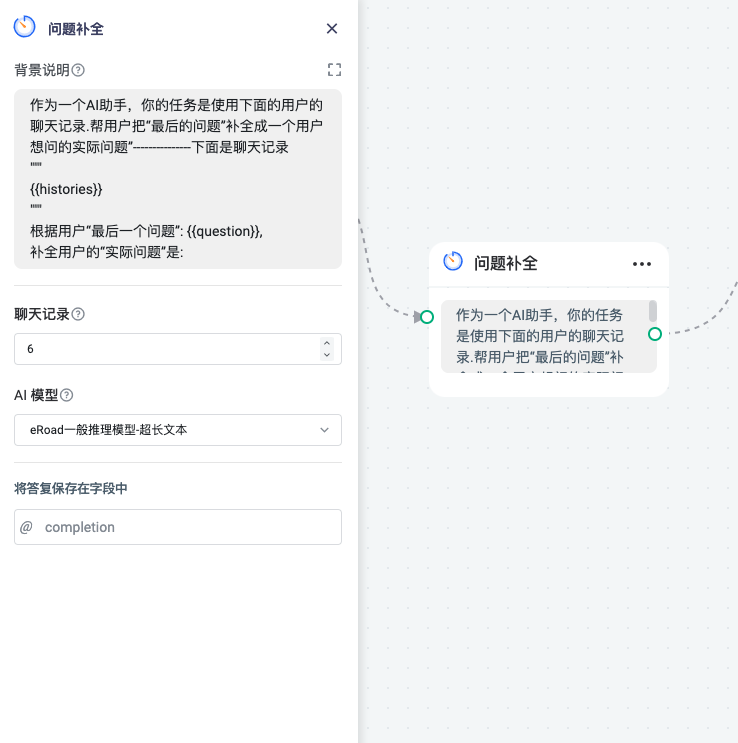 问题补全
背景说明
作为一个AI助手，你的任务是使用下面的用户的
聊天记录.帮用户把“最后的问题”补全成一个用户
想问的实际问题”---------------下面是聊天记录
"""
{{histories}}
"""
根据用户“最后一个问题”: {{question}},
补全用户的”实际问题”是:
聊天记录
6
AI 模型
eRoad一般推理模型-超长文本
将答复保存在字段中
@ completion
问题补全
作为一个AI助手，你的任务
是使用下面的用户的聊天记
录.帮用户把“最后的问题”补